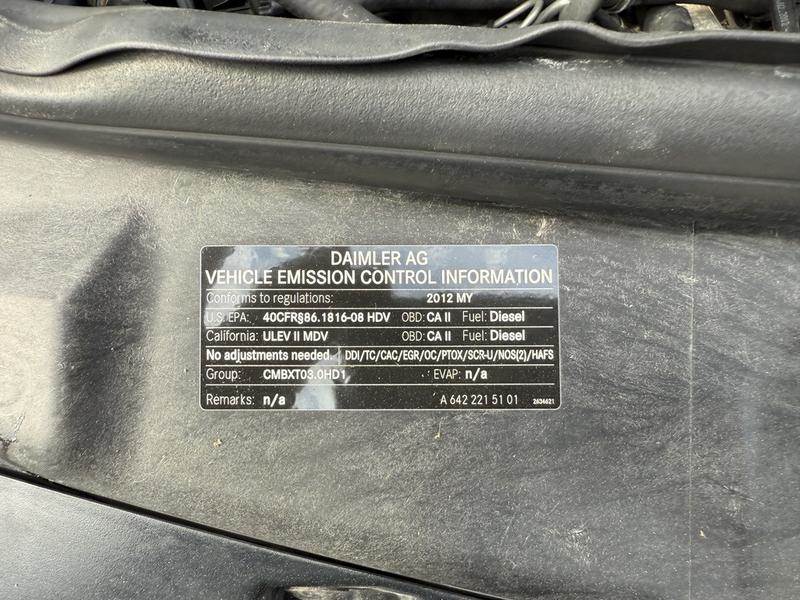 DAIMLER AG
VEHICLE EMISSION CONTROL INFORMATION
Conforms to regulations: 2012 MY
U.S. EPA: 40CFR§86.1816-08 HDV OBD: CA II Fuel: Diesel
California: ULEV II MDV OBD: CA II Fuel: Diesel
No adjustments needed. DDI/TC/CAC/EGR/OC/PTOX/SCR-U/NOS(2)/HAFS
Group: CMBXT03.0HD1 EVAP: n/a
Remarks: n/a A 642 221 51 01 2634621